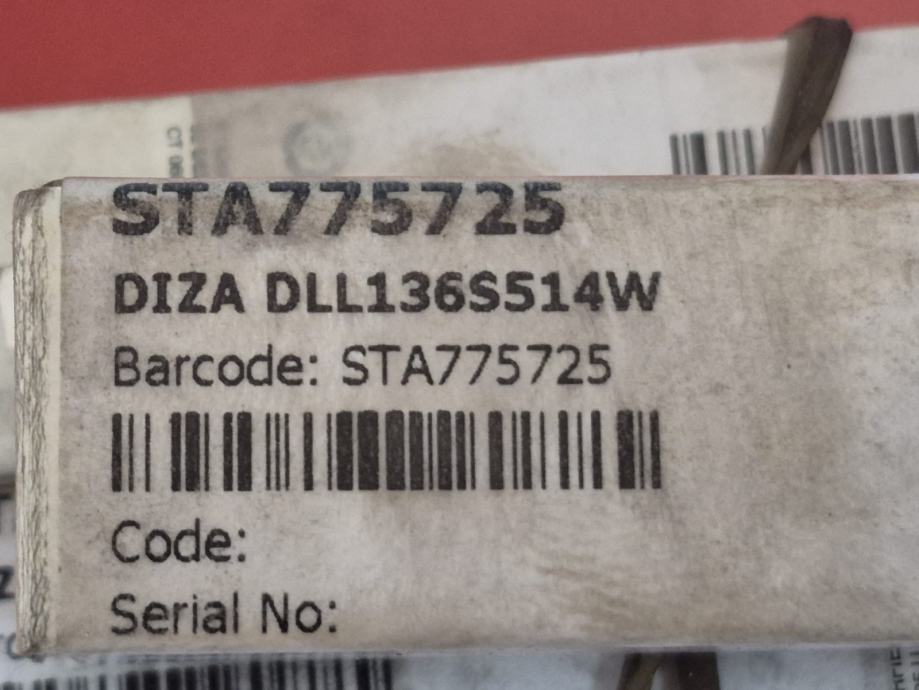 STA775725
DIZA DLL136S514W
Barcode: STA775725
Code:
Serial No: